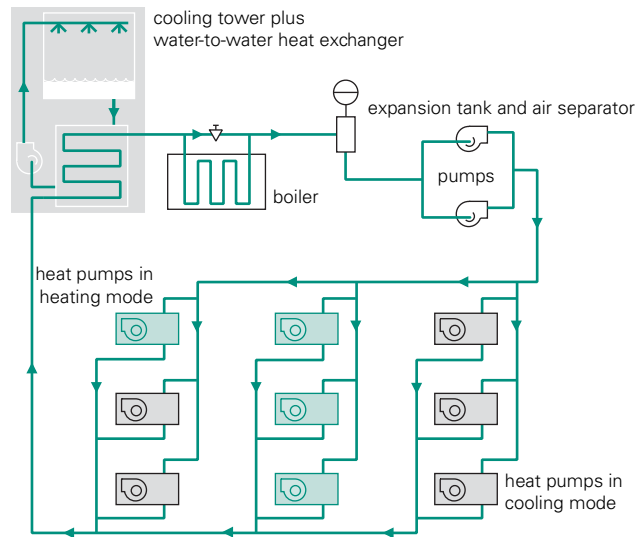 cooling tower plus
water-to-water heat exchanger
expansion tank and air separator
pumps
boiler
heat pumps in
heating mode
heat pumps in
cooling mode